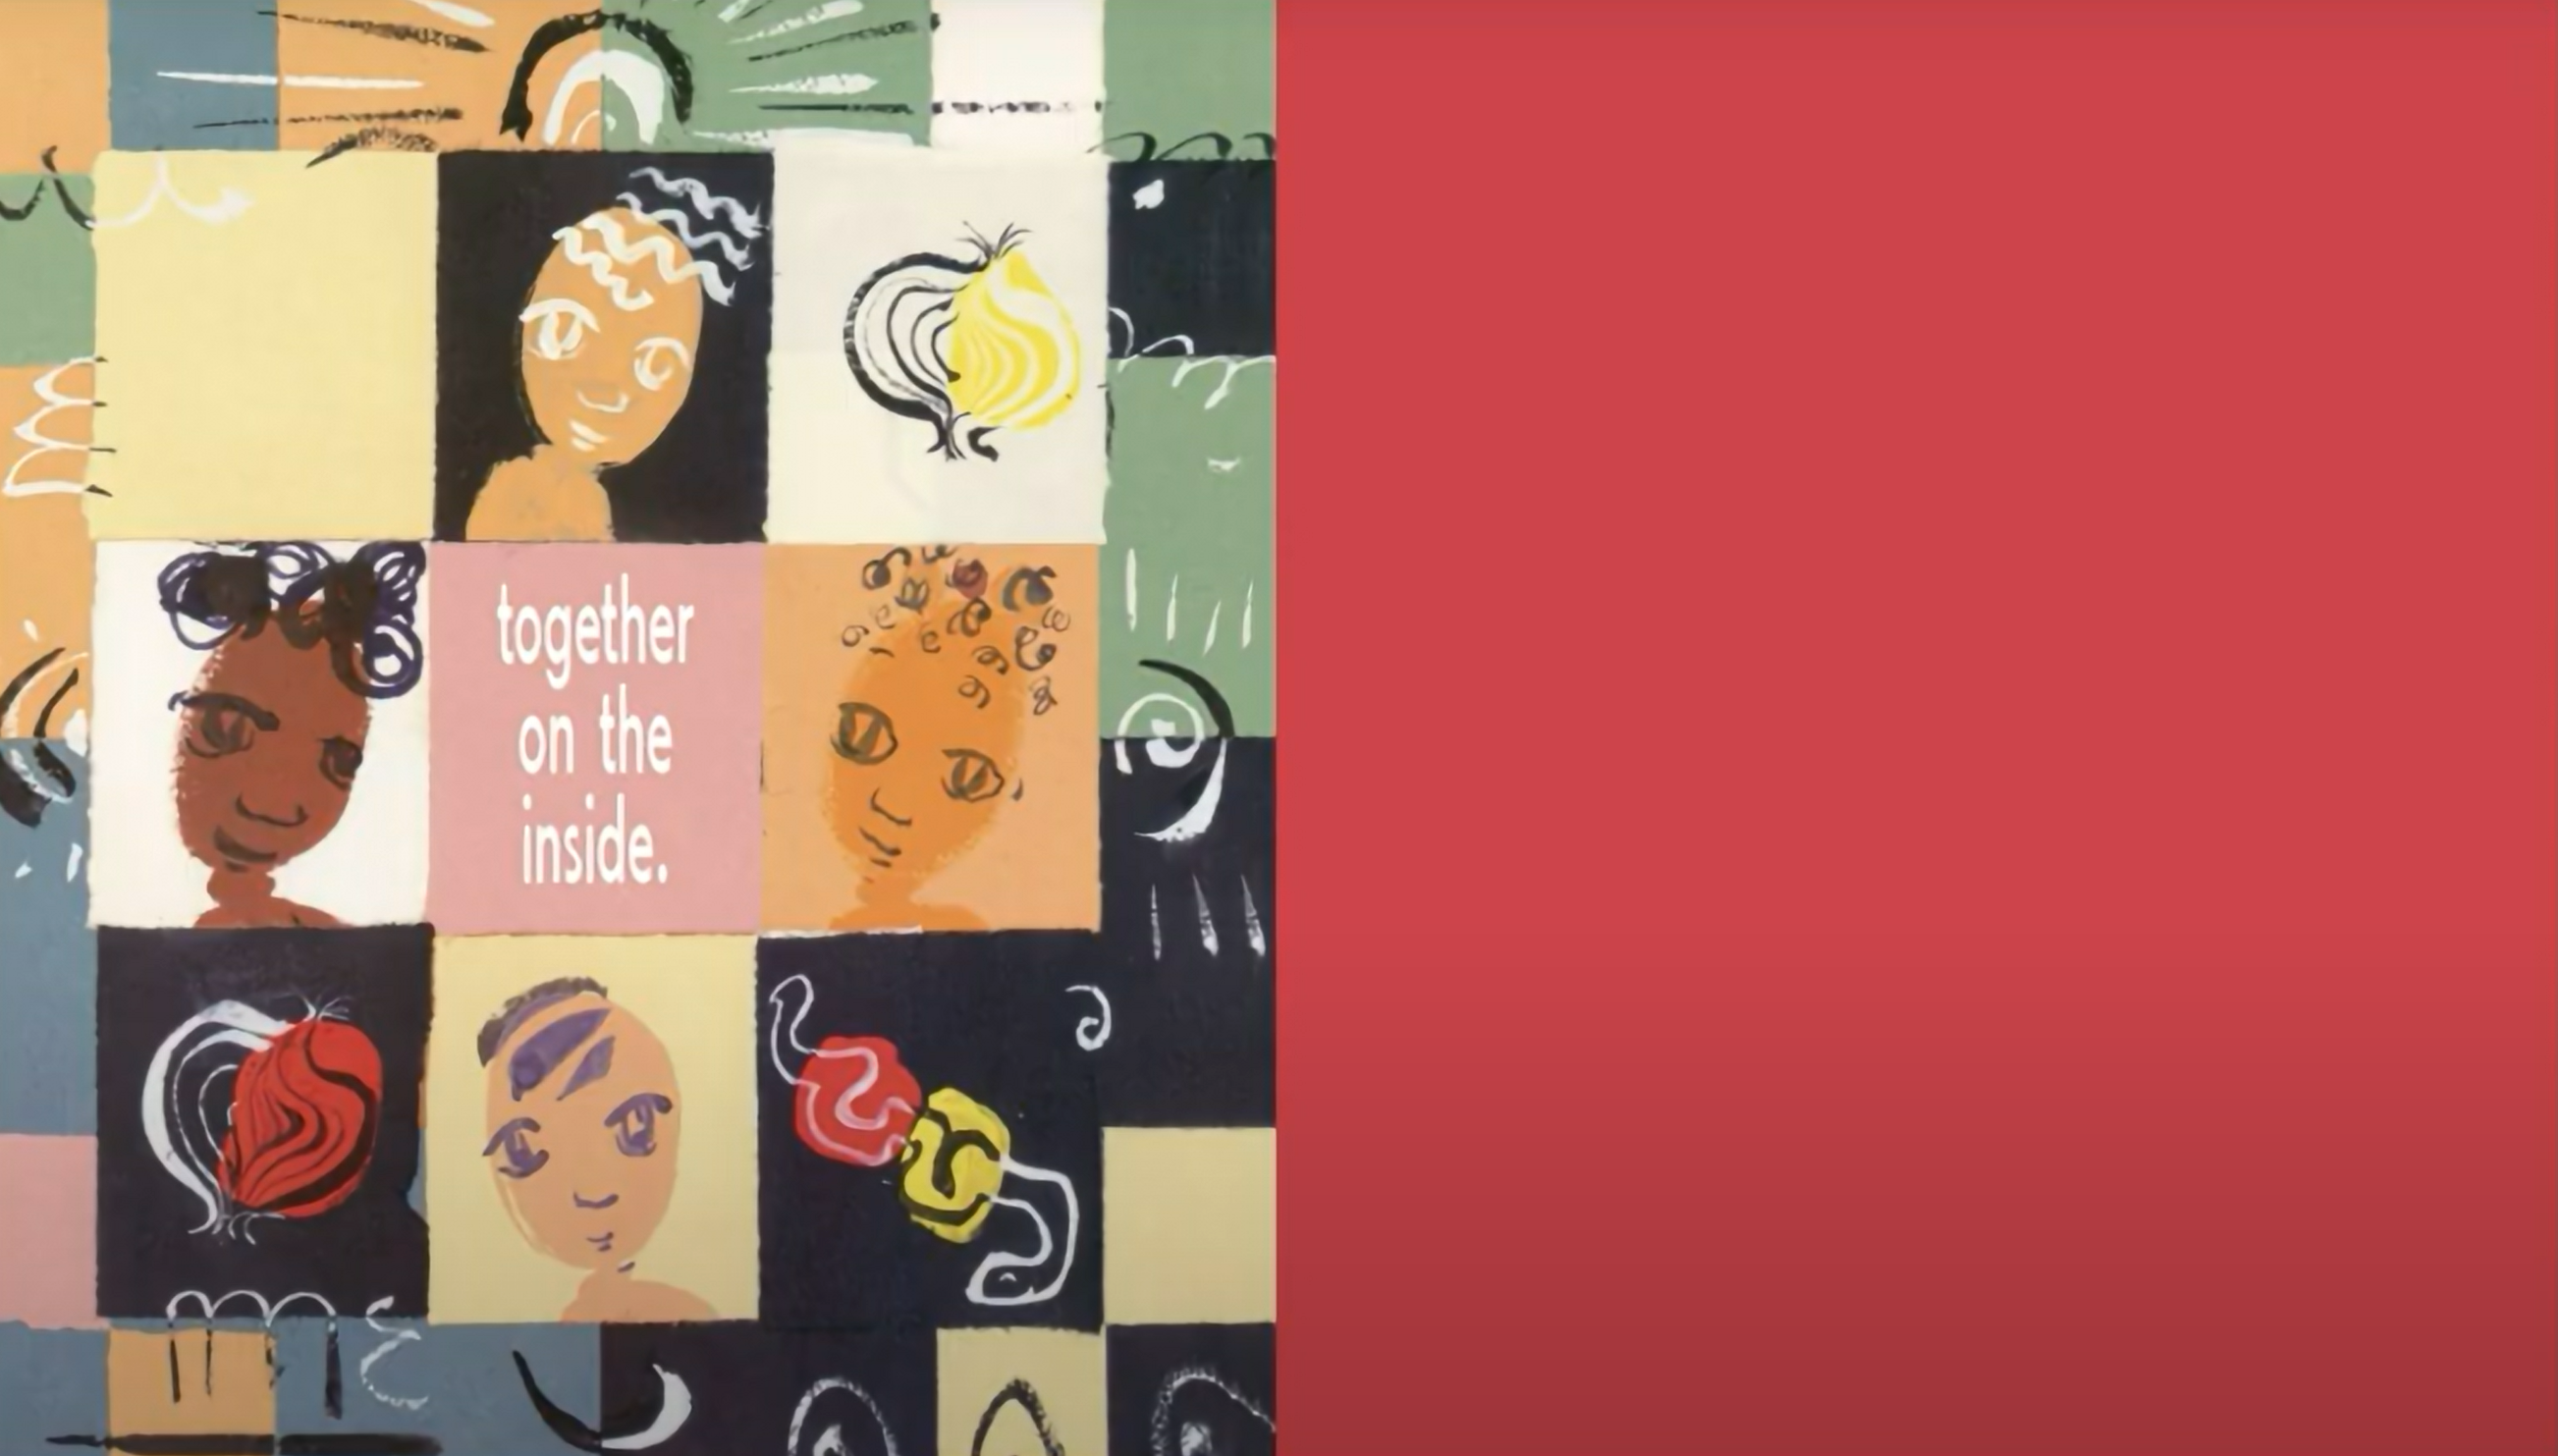 together
on the
inside.